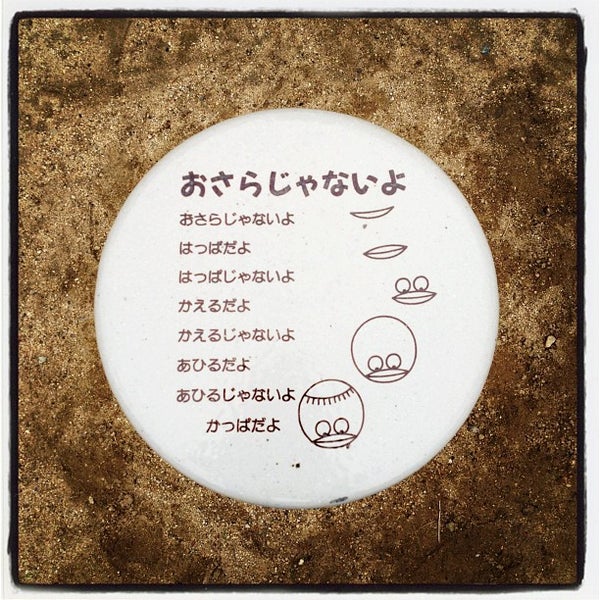 おさらじゃないよ
おさらじゃないよ
はっぱだよ
はっぱじゃないよ
かえるだよ
かえるじゃないよ
あひるだよ
あひるじゃないよ
かっぱだよ